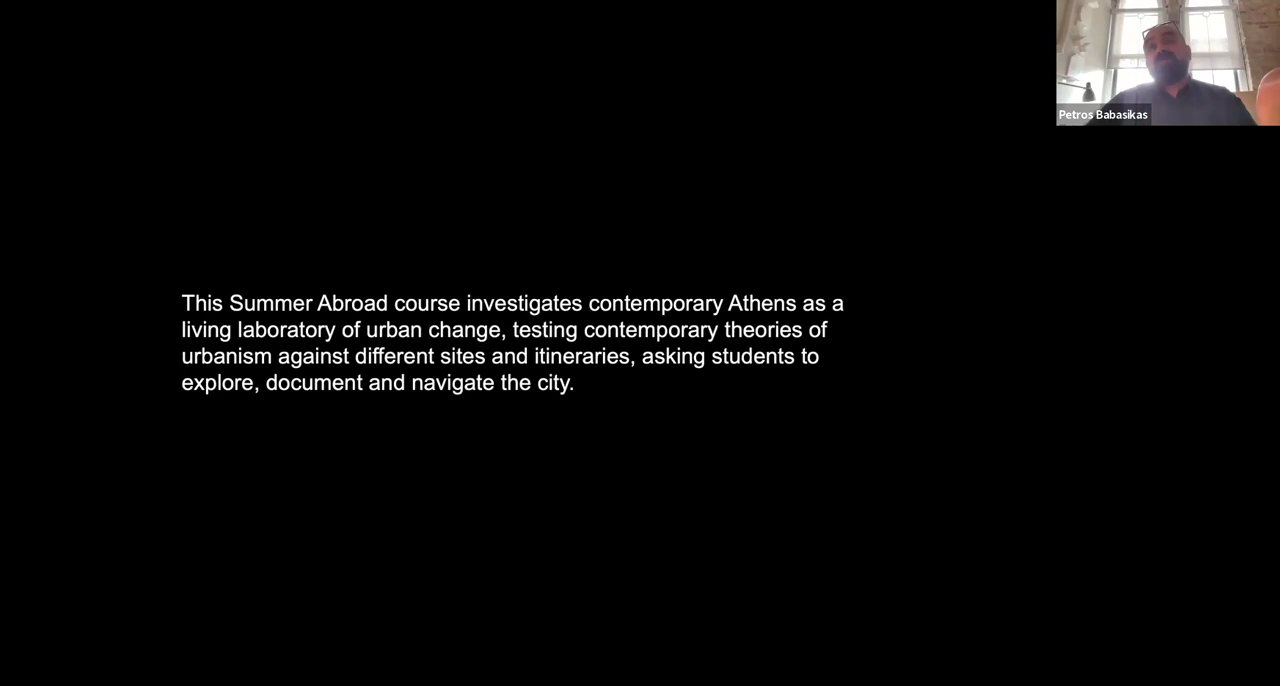 Petros Babasikas
This Summer Abroad course investigates contemporary Athens as a
living laboratory of urban change, testing contemporary theories of
urbanism against different sites and itineraries, asking students to
explore, document and navigate the city.